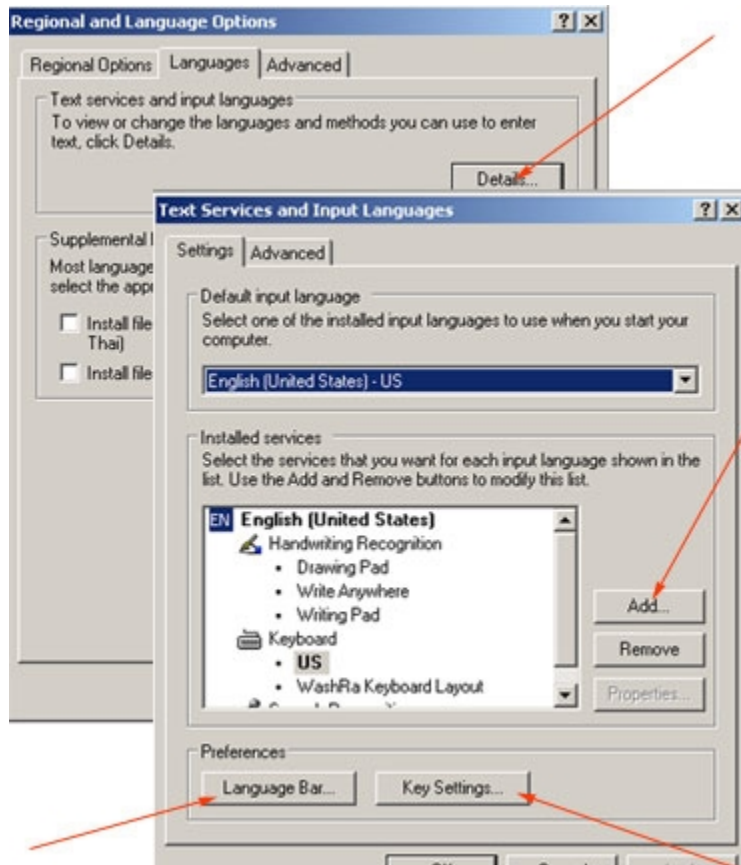 Regional and Language Options
Regional Options Languages Advanced
Text services and input languages
To view or change the languages and methods you can use to enter
text, click Details.
Details...
Supplemental
Most language
select the
Install file
Thai)
Install file
Text Services and Input Languages
Settings Advanced
Default input language
Select one of the installed input languages to use when you start your
computer.
English (United States) - US
Installed services
Select the services that you want for each input language shown in the
list. Use the Add and Remove buttons to modify this list.
EN English (United States)
Handwriting Recognition
• Drawing Pad
• Write Anywhere
• Writing Pad
Keyboard
• US
• WashRa Keyboard Layout
Add...
Remove
Properties...
Preferences
Language Bar... Key Settings...